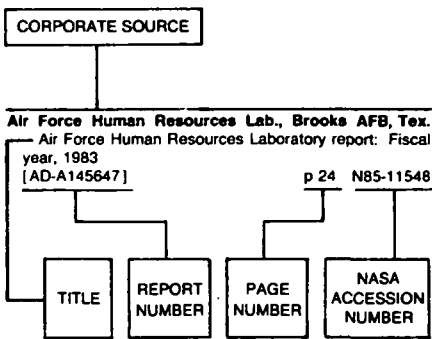 CORPORATE SOURCE
Air Force Human Resources Lab., Brooks AFB, Tex.
Air Force Human Resources Laboratory report: Fiscal
year, 1983
[AD-A145647] p 24 N85-11548
TITLE
REPORT
NUMBER
PAGE
NUMBER
NASA
ACCESSION
NUMBER